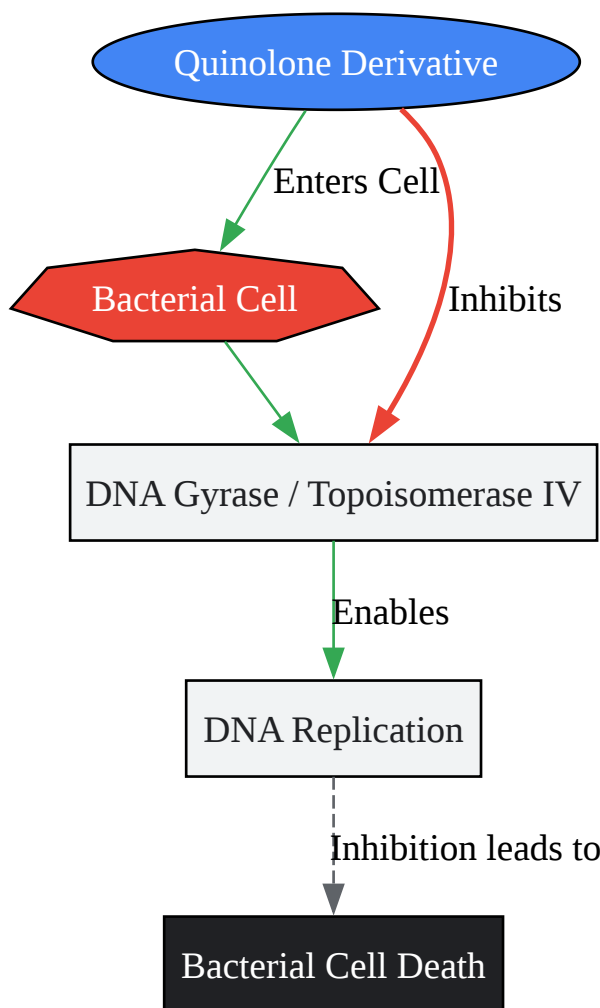 Quinolone Derivative
Enters Cell
Bacterial Cell
Inhibits
DNA Gyrase / Topoisomerase IV
Enables
DNA Replication
Inhibition leads to
Bacterial Cell Death